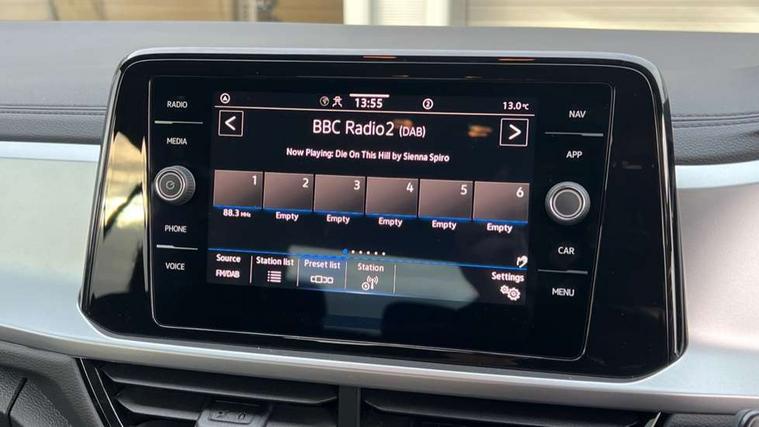 RADIO
MEDIA
PHONE
VOICE
13:55
2
13.0°C
BBC Radio2 (DAB)
Now Playing: Die On This Hill by Sienna Spiro
1 2 3 4 5 6
88.3 MHz Empty Empty Empty Empty Empty
Source Station list Preset list Station Settings
FM/DAB
NAV
APP
CAR
MENU